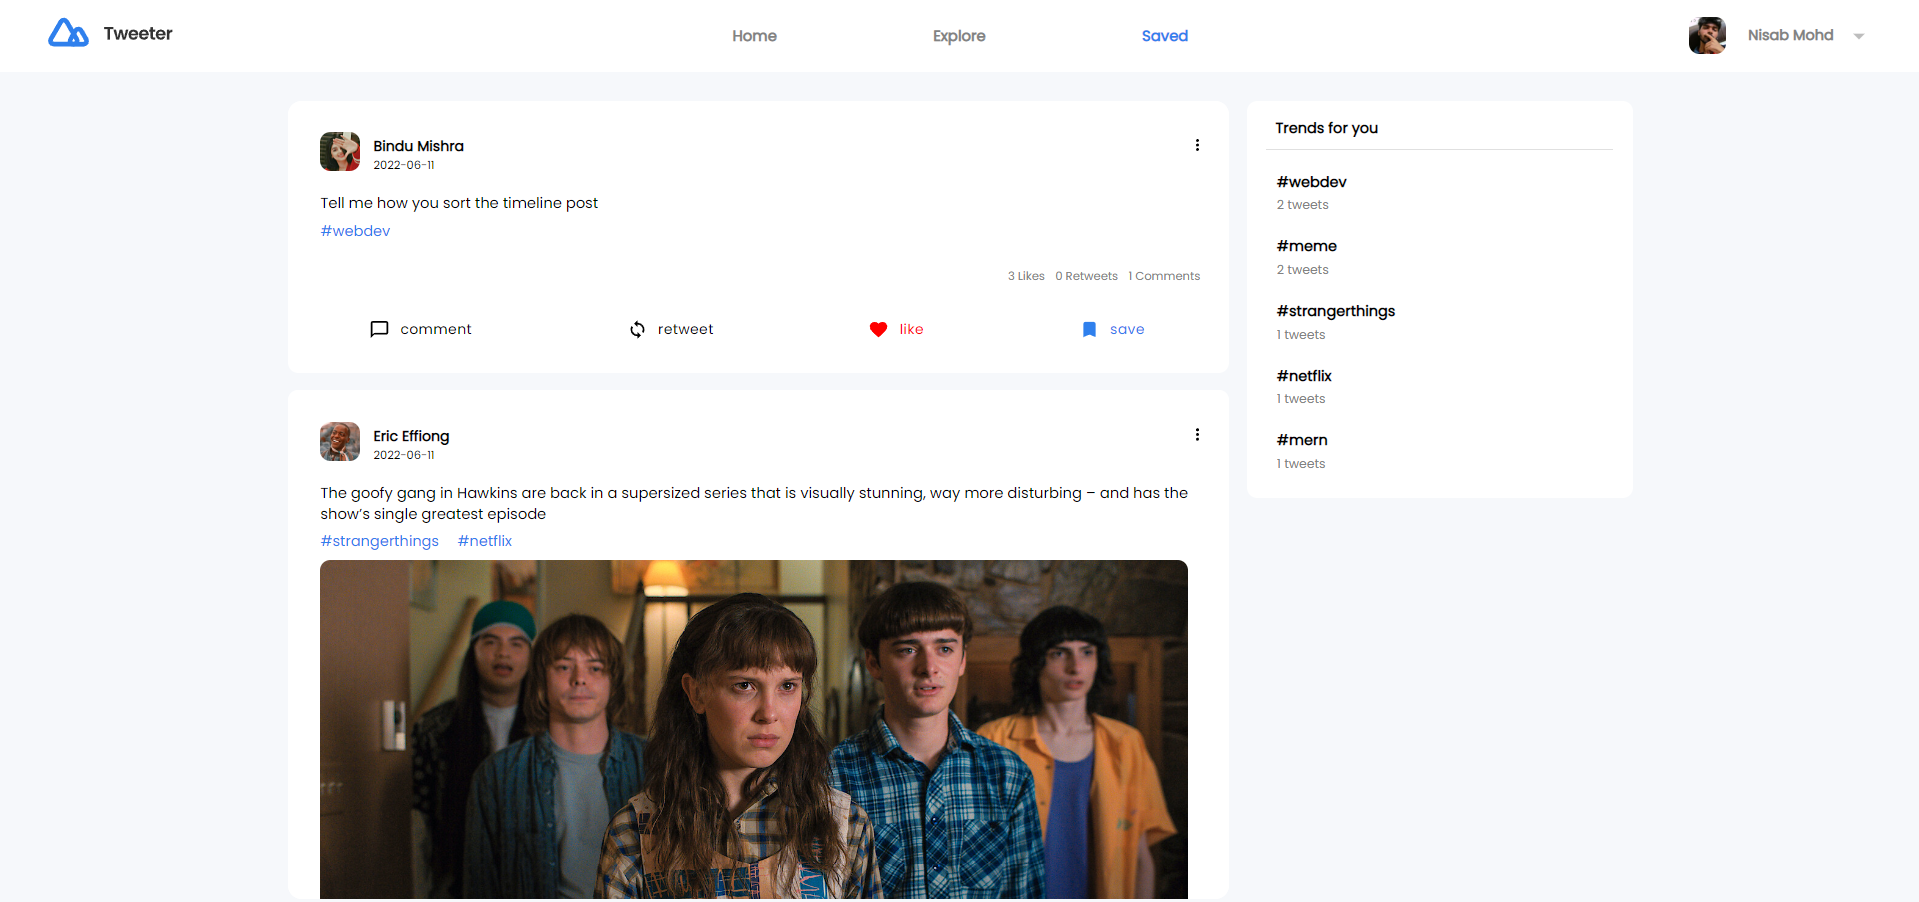 Tweeter
Home
Explore
Saved
Nisab Mohd
Bindu Mishra
2022-06-11
Tell me how you sort the timeline post
#webdev
3 Likes 0 Retweets 1 Comments
comment
retweet
like
save
Eric Effiong
2022-06-11
The goofy gang in Hawkins are back in a supersized series that is visually stunning, way more disturbing – and has the
show’s single greatest episode
#strangerthings #netflix
Trends for you
#webdev
2 tweets
#meme
2 tweets
#strangerthings
1 tweets
#netflix
1 tweets
#mern
1 tweets